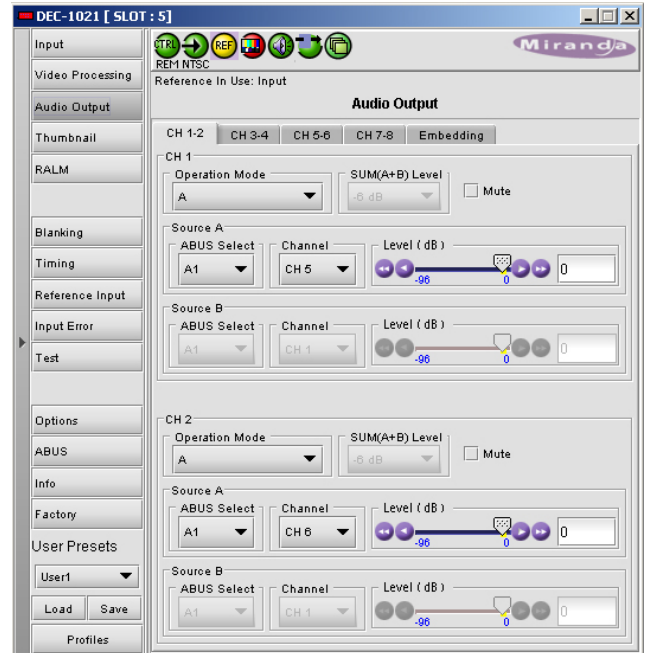 DEC-1021 [ SLOT : 5]
Input
Video Processing
Audio Output
Thumbnail
RALM
Blanking
Timing
Reference Input
Input Error
Test
Options
ABUS
Info
Factory
User Presets
User1
Load Save
Profiles
CTRL REF
REM NTSC
Miranda
Reference In Use: Input
Audio Output
CH 1-2 CH 3-4 CH 5-6 CH 7-8 Embedding
CH 1
Operation Mode SUM(A+B) Level
A -6 dB Mute
Source A
ABUS Select Channel Level ( dB )
A1 CH 5 0
-96 0
Source B
ABUS Select Channel Level ( dB )
A1 CH 1 0
-96 0
CH 2
Operation Mode SUM(A+B) Level
A -6 dB Mute
Source A
ABUS Select Channel Level ( dB )
A1 CH 6 0
-96 0
Source B
ABUS Select Channel Level ( dB )
A1 CH 1 0
-96 0